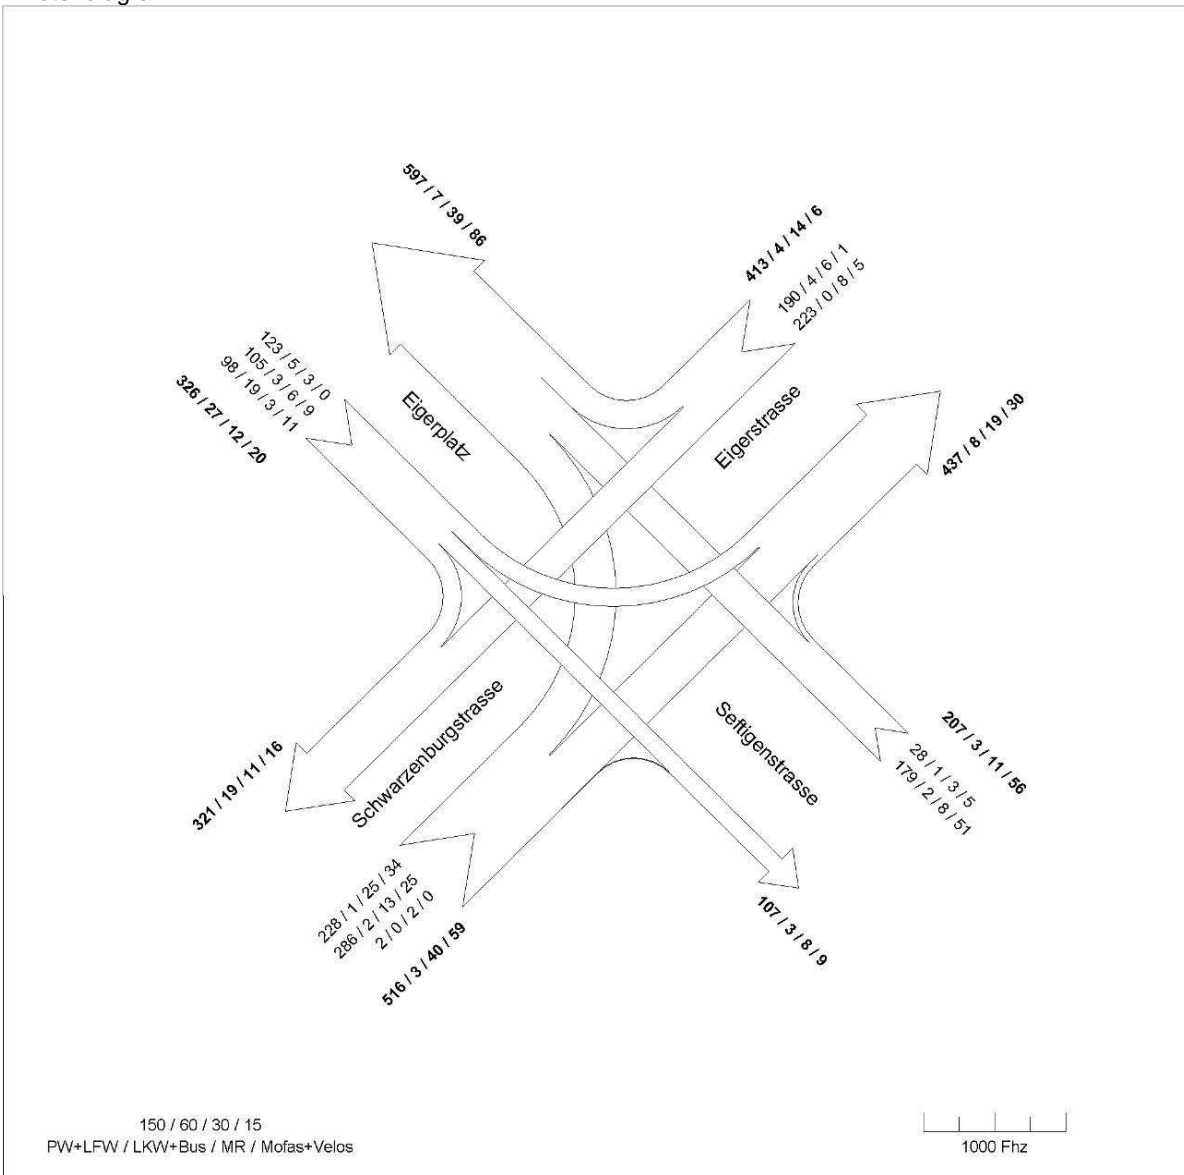 597 / 7 / 39 / 86
413 / 4 / 14 / 6
190 / 4 / 6 / 1
223 / 0 / 8 / 5
123 / 5 / 3 / 0
105 / 3 / 6 / 9
98 / 19 / 3 / 11
326 / 27 / 12 / 20
Eigerplatz
Eigerstrasse
437 / 8 / 19 / 30
Schwarzenburgstrasse
Seftigenstrasse
207 / 3 / 11 / 56
28 / 1 / 3 / 5
179 / 2 / 8 / 51
321 / 19 / 11 / 16
228 / 1 / 25 / 34
286 / 2 / 13 / 25
2 / 0 / 2 / 0
516 / 3 / 40 / 59
107 / 3 / 8 / 9
150 / 60 / 30 / 15
PW+LFW / LKW+Bus / MR / Mofas+Velos
1000 Fhz